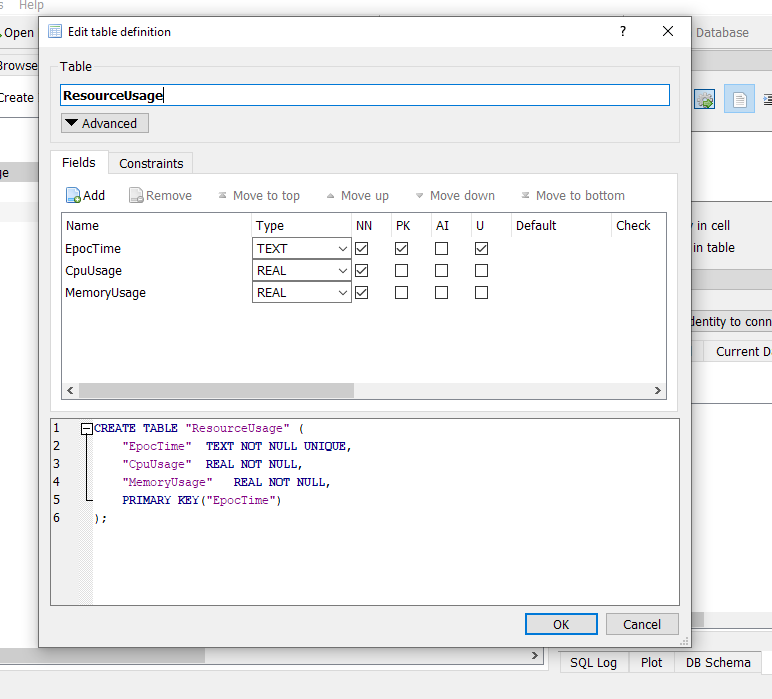 Help
Edit table definition ?
Open
Database
Browse
Table
Create
ResourceUsage
Advanced
Fields Constraints
Add Remove Move to top Move up Move down Move to bottom
Name Type NN PK AI U Default Check
in cell
EpocTime TEXT
in table
CpuUsage REAL
MemoryUsage REAL
dentity to conn
Current D
1 CREATE TABLE "ResourceUsage" (
2 "EpocTime" TEXT NOT NULL UNIQUE,
3 "CpuUsage" REAL NOT NULL,
4 "MemoryUsage" REAL NOT NULL,
5 PRIMARY KEY("EpocTime")
6 );
OK Cancel
SQL Log Plot DB Schema